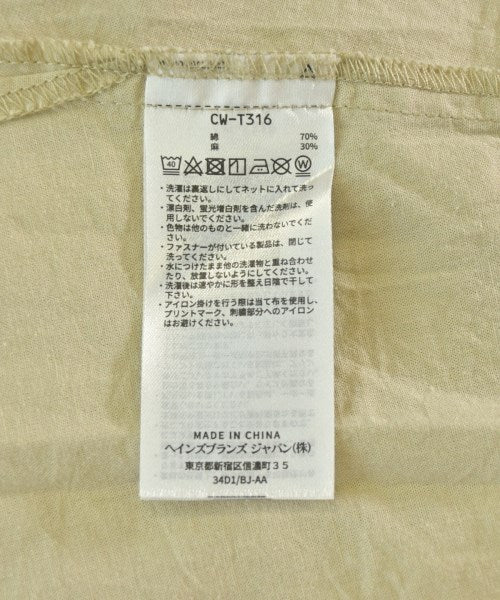 CW-T316
綿 70%
麻 30%
40
・洗濯は裏返しにしてネットに入れて洗っ
てください。
・漂白剤、蛍光増白剤を含んだ洗剤は、使
用しないでください。
・色物は他のものと一緒に洗わないでくださ
い。
・ファスナーが付いている製品は、閉じて
洗ってください。
・水につけたまま他の洗濯物と重ね合わせ
たり、放置しないようにしてください。
・洗濯後は速やかに形を整え日陰で干して
下さい。
・アイロン掛けを行う際は当て布を使用し、
プリントマーク、刺繍部分へのアイロン
はお避けください。
MADE IN CHINA
ヘインズブランズ ジャパン(株)
東京都新宿区信濃町35
34D1/BJ-AA